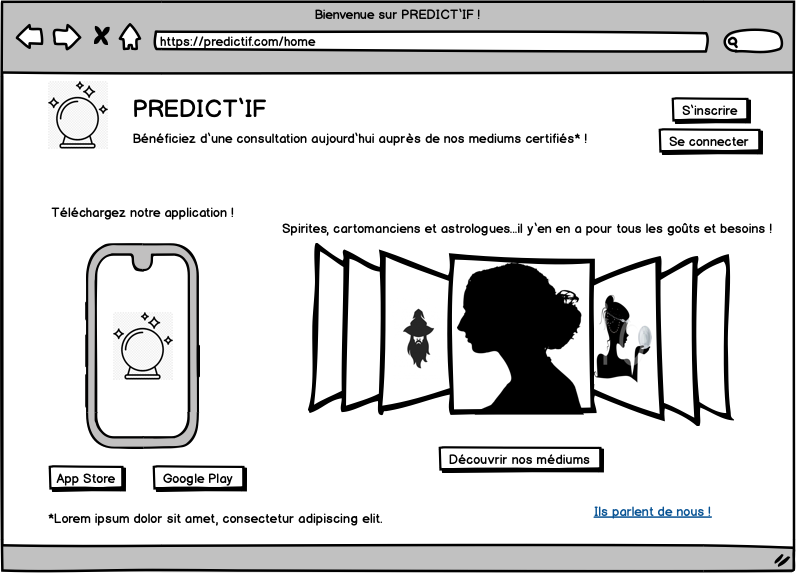 Bienvenue sur PREDICT'IF !
https://predictif.com/home
PREDICT'IF
Bénéficiez d'une consultation aujourd'hui auprès de nos mediums certifiés* !
S'inscrire
Se connecter
Téléchargez notre application !
Spirites, cartomanciens et astrologues...il y'en en a pour tous les goûts et besoins !
Découvrir nos médiums
App Store
Google Play
Ils parlent de nous !
*Lorem ipsum dolor sit amet, consectetur adipiscing elit.